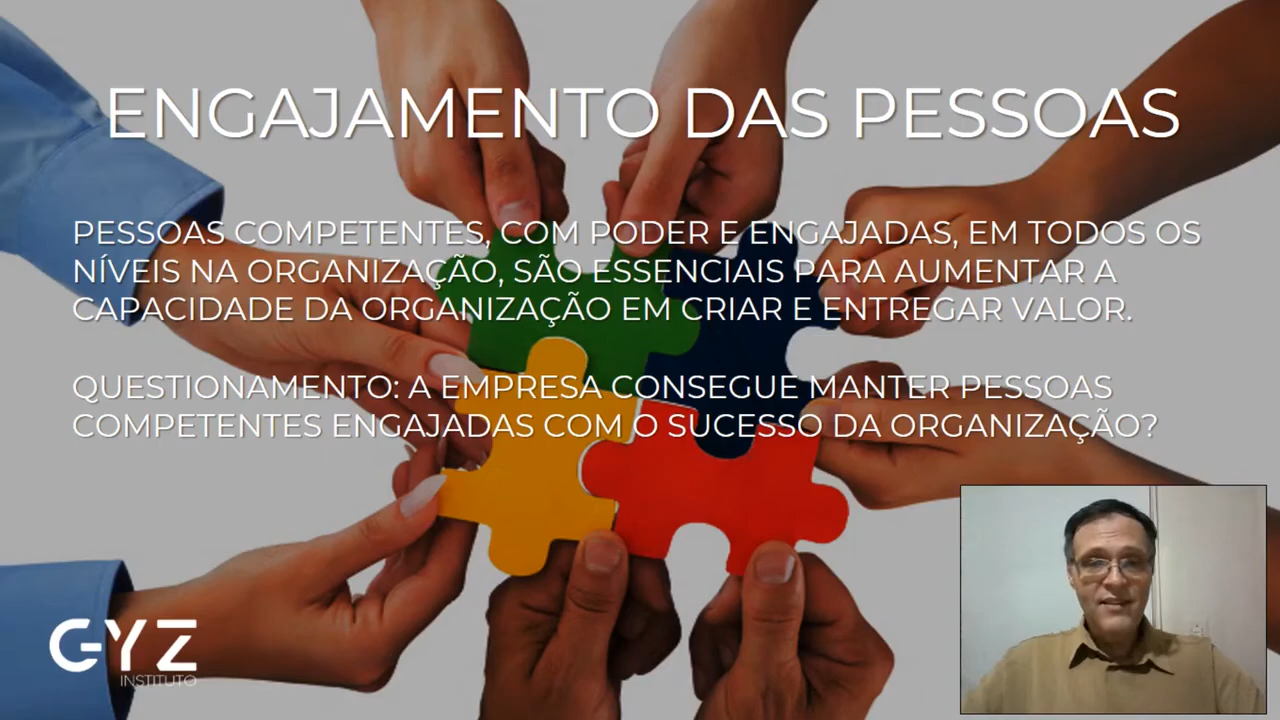 ENGAJAMENTO DAS PESSOAS
PESSOAS COMPETENTES, COM PODER E ENGAJADAS, EM TODOS OS
NÍVEIS NA ORGANIZAÇÃO, SÃO ESSENCIAIS PARA AUMENTAR A
CAPACIDADE DA ORGANIZAÇÃO EM CRIAR E ENTREGAR VALOR.
QUESTIONAMENTO: A EMPRESA CONSEGUE MANTER PESSOAS
COMPETENTES ENGAJADAS COM O SUCESSO DA ORGANIZAÇÃO?
GYZ
INSTITUTO